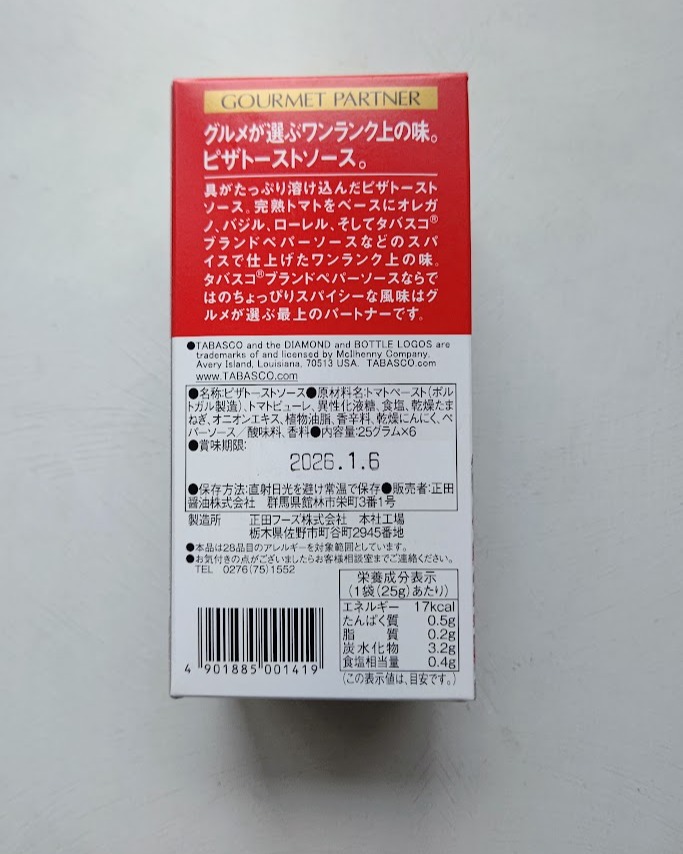 GOURMET PARTNER
グルメが選ぶワンランク上の味。
ピザトーストソース。
具がたっぷり溶け込んだピザトースト
ソース。完熟トマトをベースにオレガ
ノ、バジル、ローレル、そしてタバスコ®
ブランドペパーソースなどのスパ
イスで仕上げたワンランク上の味。
タバスコ®ブランドペパーソースならで
はのちょっぴりスパイシーな風味はグ
ルメが選ぶ最上のパートナーです。
●TABASCO and the DIAMOND and BOTTLE LOGOS are
trademarks of and licensed by McIlhenny Company,
Avery Island, Louisiana, 70513 USA. TABASCO.com
www.TABASCO.com
●名称:ピザトーストソース●原材料名:トマトペースト(ポル
トガル製造)、トマトピューレ、異性化液糖、食塩、乾燥たま
ねぎ、オニオンエキス、植物油脂、香辛料、乾燥にんにく、ペ
パーソース/酸味料、香料●内容量:25グラム×6
●賞味期限:
2026.1.6
●保存方法:直射日光を避け常温で保存●販売者:正田
醤油株式会社 群馬県館林市栄町3番1号
製造所 正田フーズ株式会社 本社工場
栃木県佐野市町谷町2945番地
●本品は28品目のアレルギーを対象範囲としています。
●お気付きの点がございましたらお客様相談室までご連絡ください。
TEL 0276(75)1552
栄養成分表示
(1袋(25g)あたり)
エネルギー 17kcal
たんぱく質 0.5g
脂質 0.2g
炭水化物 3.2g
食塩相当量 0.4g
(この表示値は、目安です。)
4 901885 001419